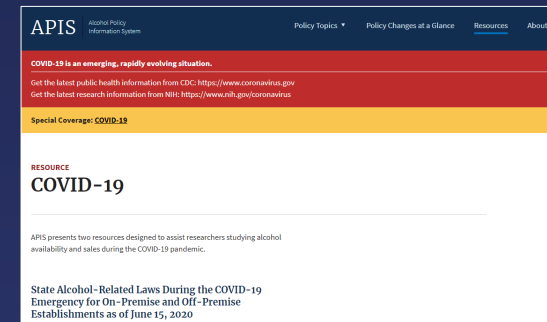 APIS Alcohol Policy
Information System
Policy Topics ▼ Policy Changes at a Glance Resources About
COVID-19 is an emerging, rapidly evolving situation.
Get the latest public health information from CDC: https://www.coronavirus.gov
Get the latest research information from NIH: https://www.nih.gov/coronavirus
Special Coverage: COVID-19
RESOURCE
COVID-19
APIS presents two resources designed to assist researchers studying alcohol
availability and sales during the COVID-19 pandemic.
State Alcohol-Related Laws During the COVID-19
Emergency for On-Premise and Off-Premise
Establishments as of June 15, 2020